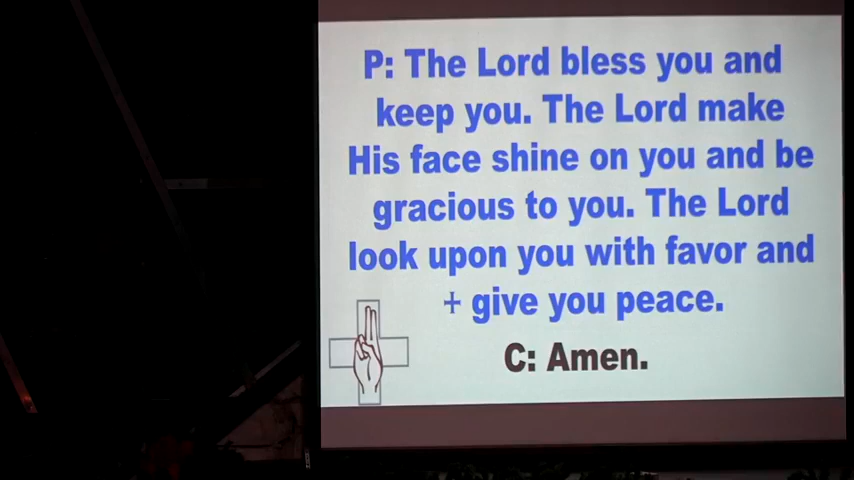 P: The Lord bless you and
keep you. The Lord make
His face shine on you and be
gracious to you. The Lord
look upon you with favor and
+ give you peace.
C: Amen.